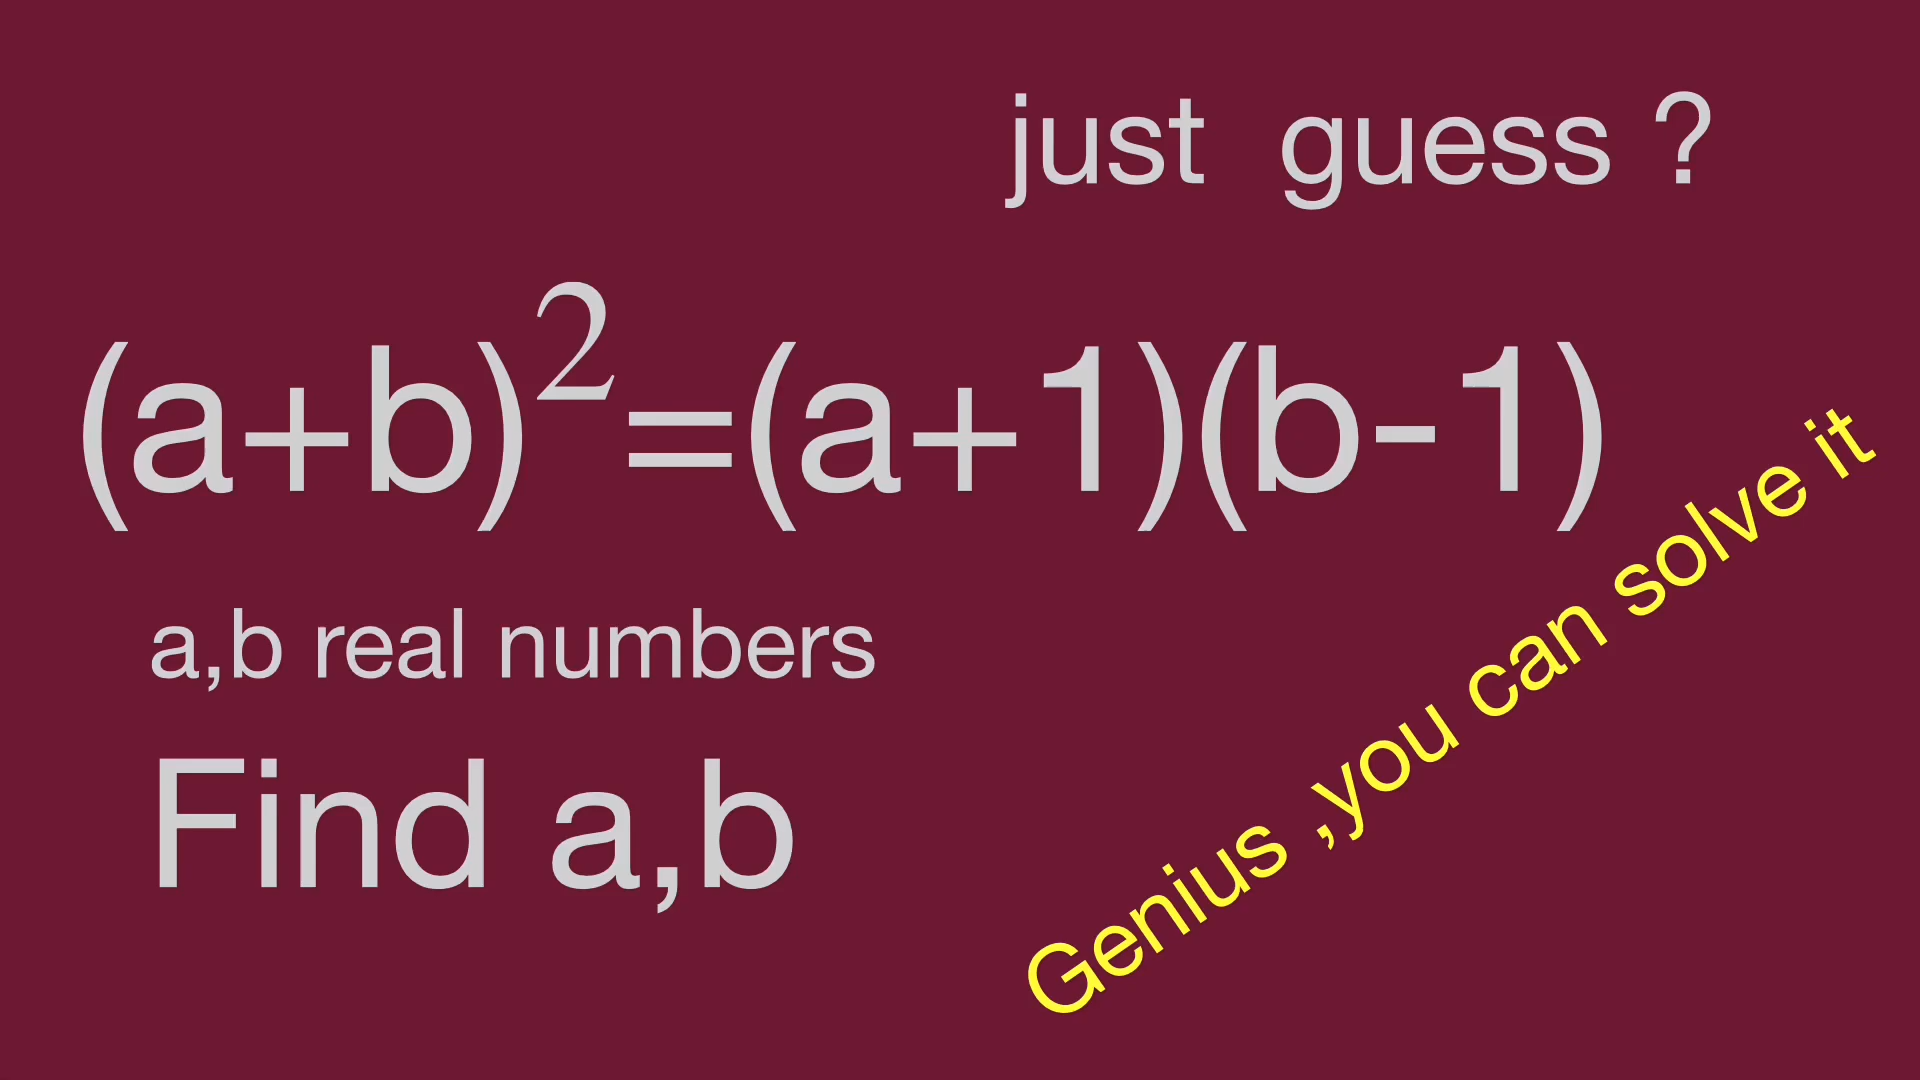 just guess ?
(a+b)²=(a+1)(b-1)
a,b real numbers
Find a,b
Genius ,you can solve it